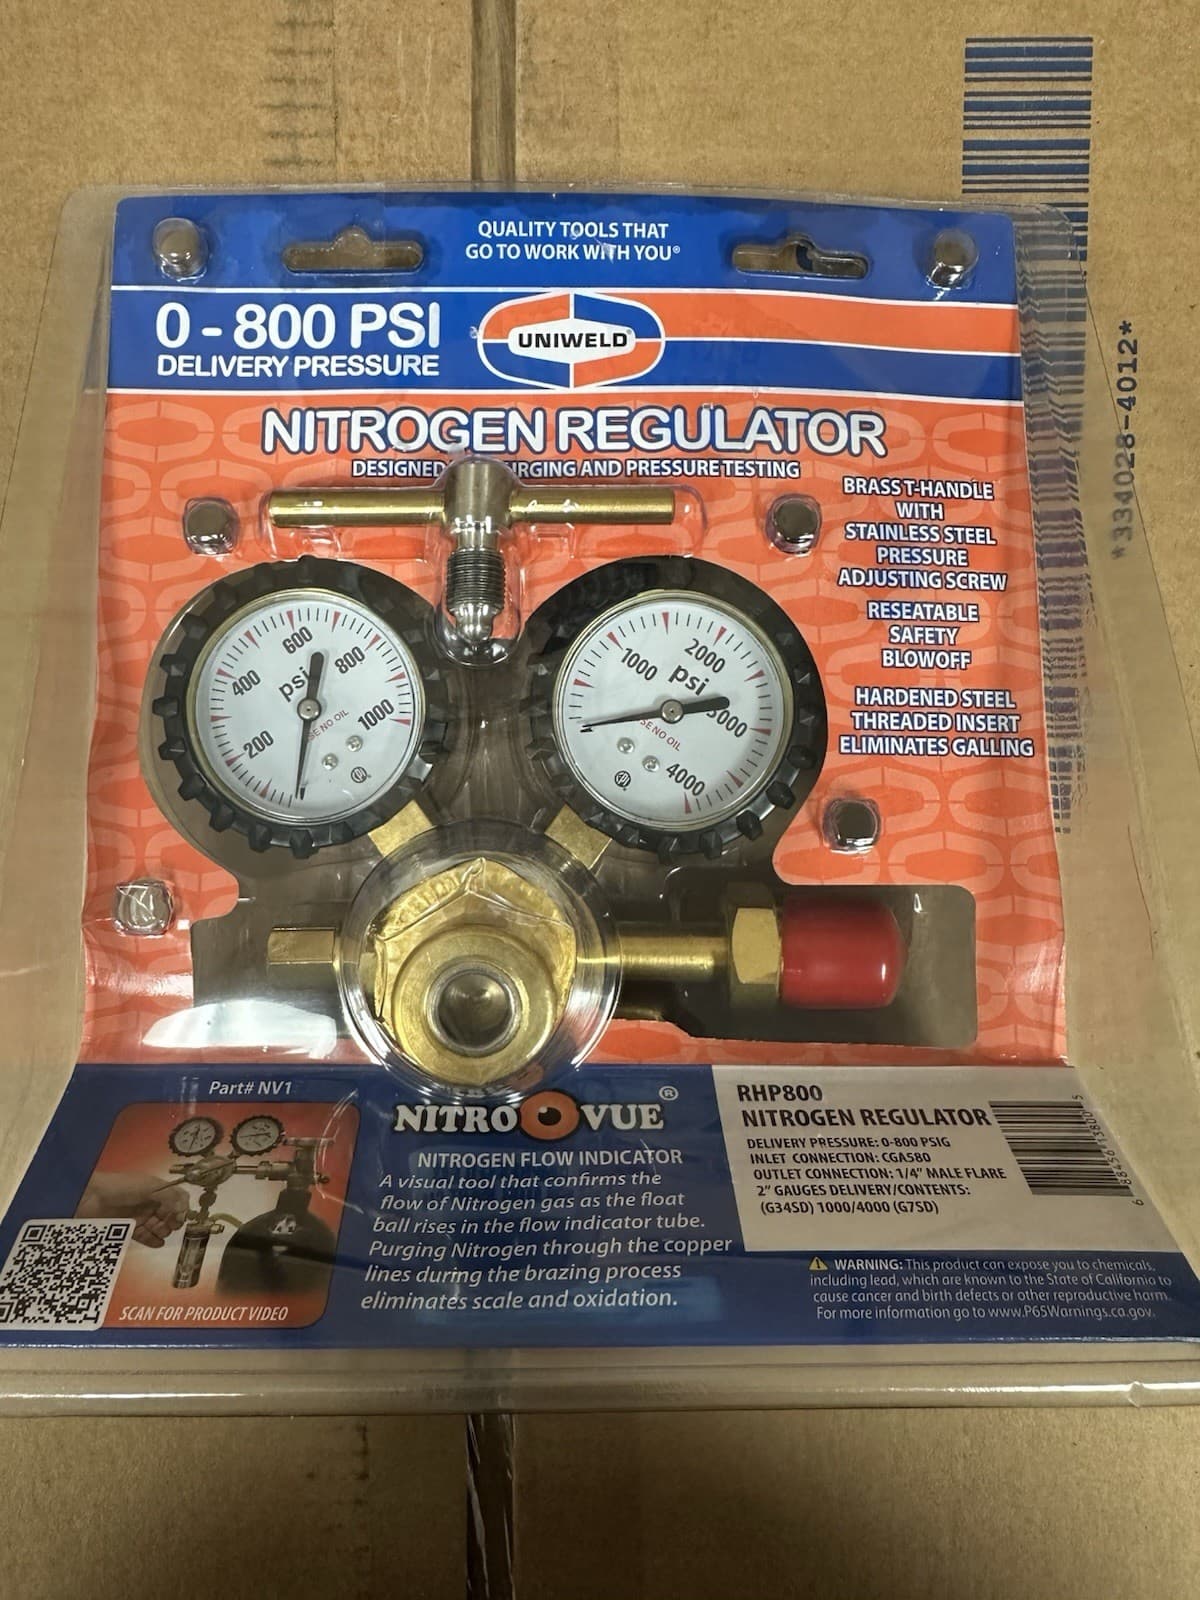 QUALITY TOOLS THAT
GO TO WORK WITH YOU®
0 - 800 PSI
DELIVERY PRESSURE
UNIWELD®
*334028-4012*
NITROGEN REGULATOR
DESIGNED PURGING AND PRESSURE TESTING
BRASS T-HANDLE
WITH
STAINLESS STEEL
PRESSURE
ADJUSTING SCREW
RESEATABLE
SAFETY
BLOWOFF
HARDENED STEEL
THREADED INSERT
ELIMINATES GALLING
200
400
600
800
1000
psi
NO OIL
1000
2000
3000
4000
psi
NO OIL
Part# NV1
SCAN FOR PRODUCT VIDEO
NITRO VUE®
NITROGEN FLOW INDICATOR
A visual tool that confirms the
flow of Nitrogen gas as the float
ball rises in the flow indicator tube.
Purging Nitrogen through the copper
lines during the brazing process
eliminates scale and oxidation.
RHP800
NITROGEN REGULATOR
DELIVERY PRESSURE: 0-800 PSIG
INLET CONNECTION: CGA580
OUTLET CONNECTION: 1/4" MALE FLARE
2" GAUGES DELIVERY/CONTENTS:
(G34SD) 1000/4000 (G75D)
WARNING: This product can expose you to chemicals,
including lead, which are known to the State of California to
cause cancer and birth defects or other reproductive harm.
For more information go to www.P65Warnings.ca.gov.